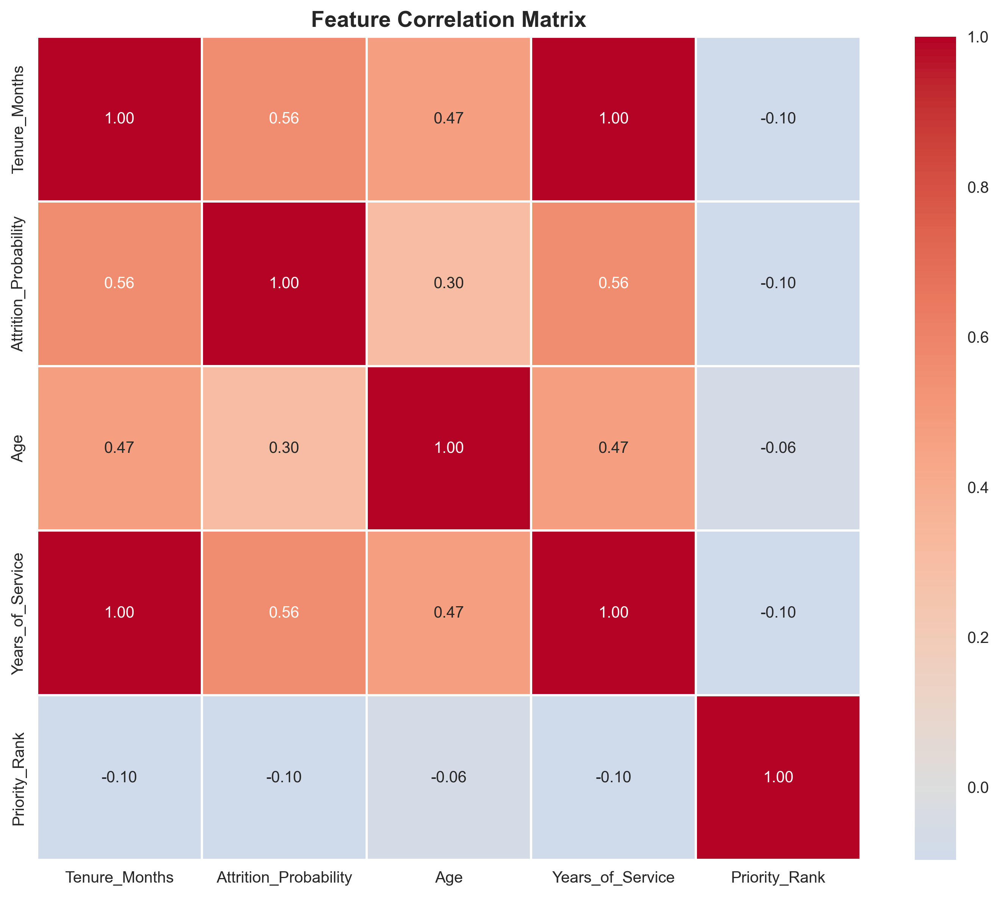 Feature Correlation Matrix
Tenure_Months
1.00 0.56 0.47 1.00 -0.10
Attrition_Probability
0.56 1.00 0.30 0.56 -0.10
Age
0.47 0.30 1.00 0.47 -0.06
Years_of_Service
1.00 0.56 0.47 1.00 -0.10
Priority_Rank
-0.10 -0.10 -0.06 -0.10 1.00
Tenure_Months Attrition_Probability Age Years_of_Service Priority_Rank
1.0
0.8
0.6
0.4
0.2
0.0